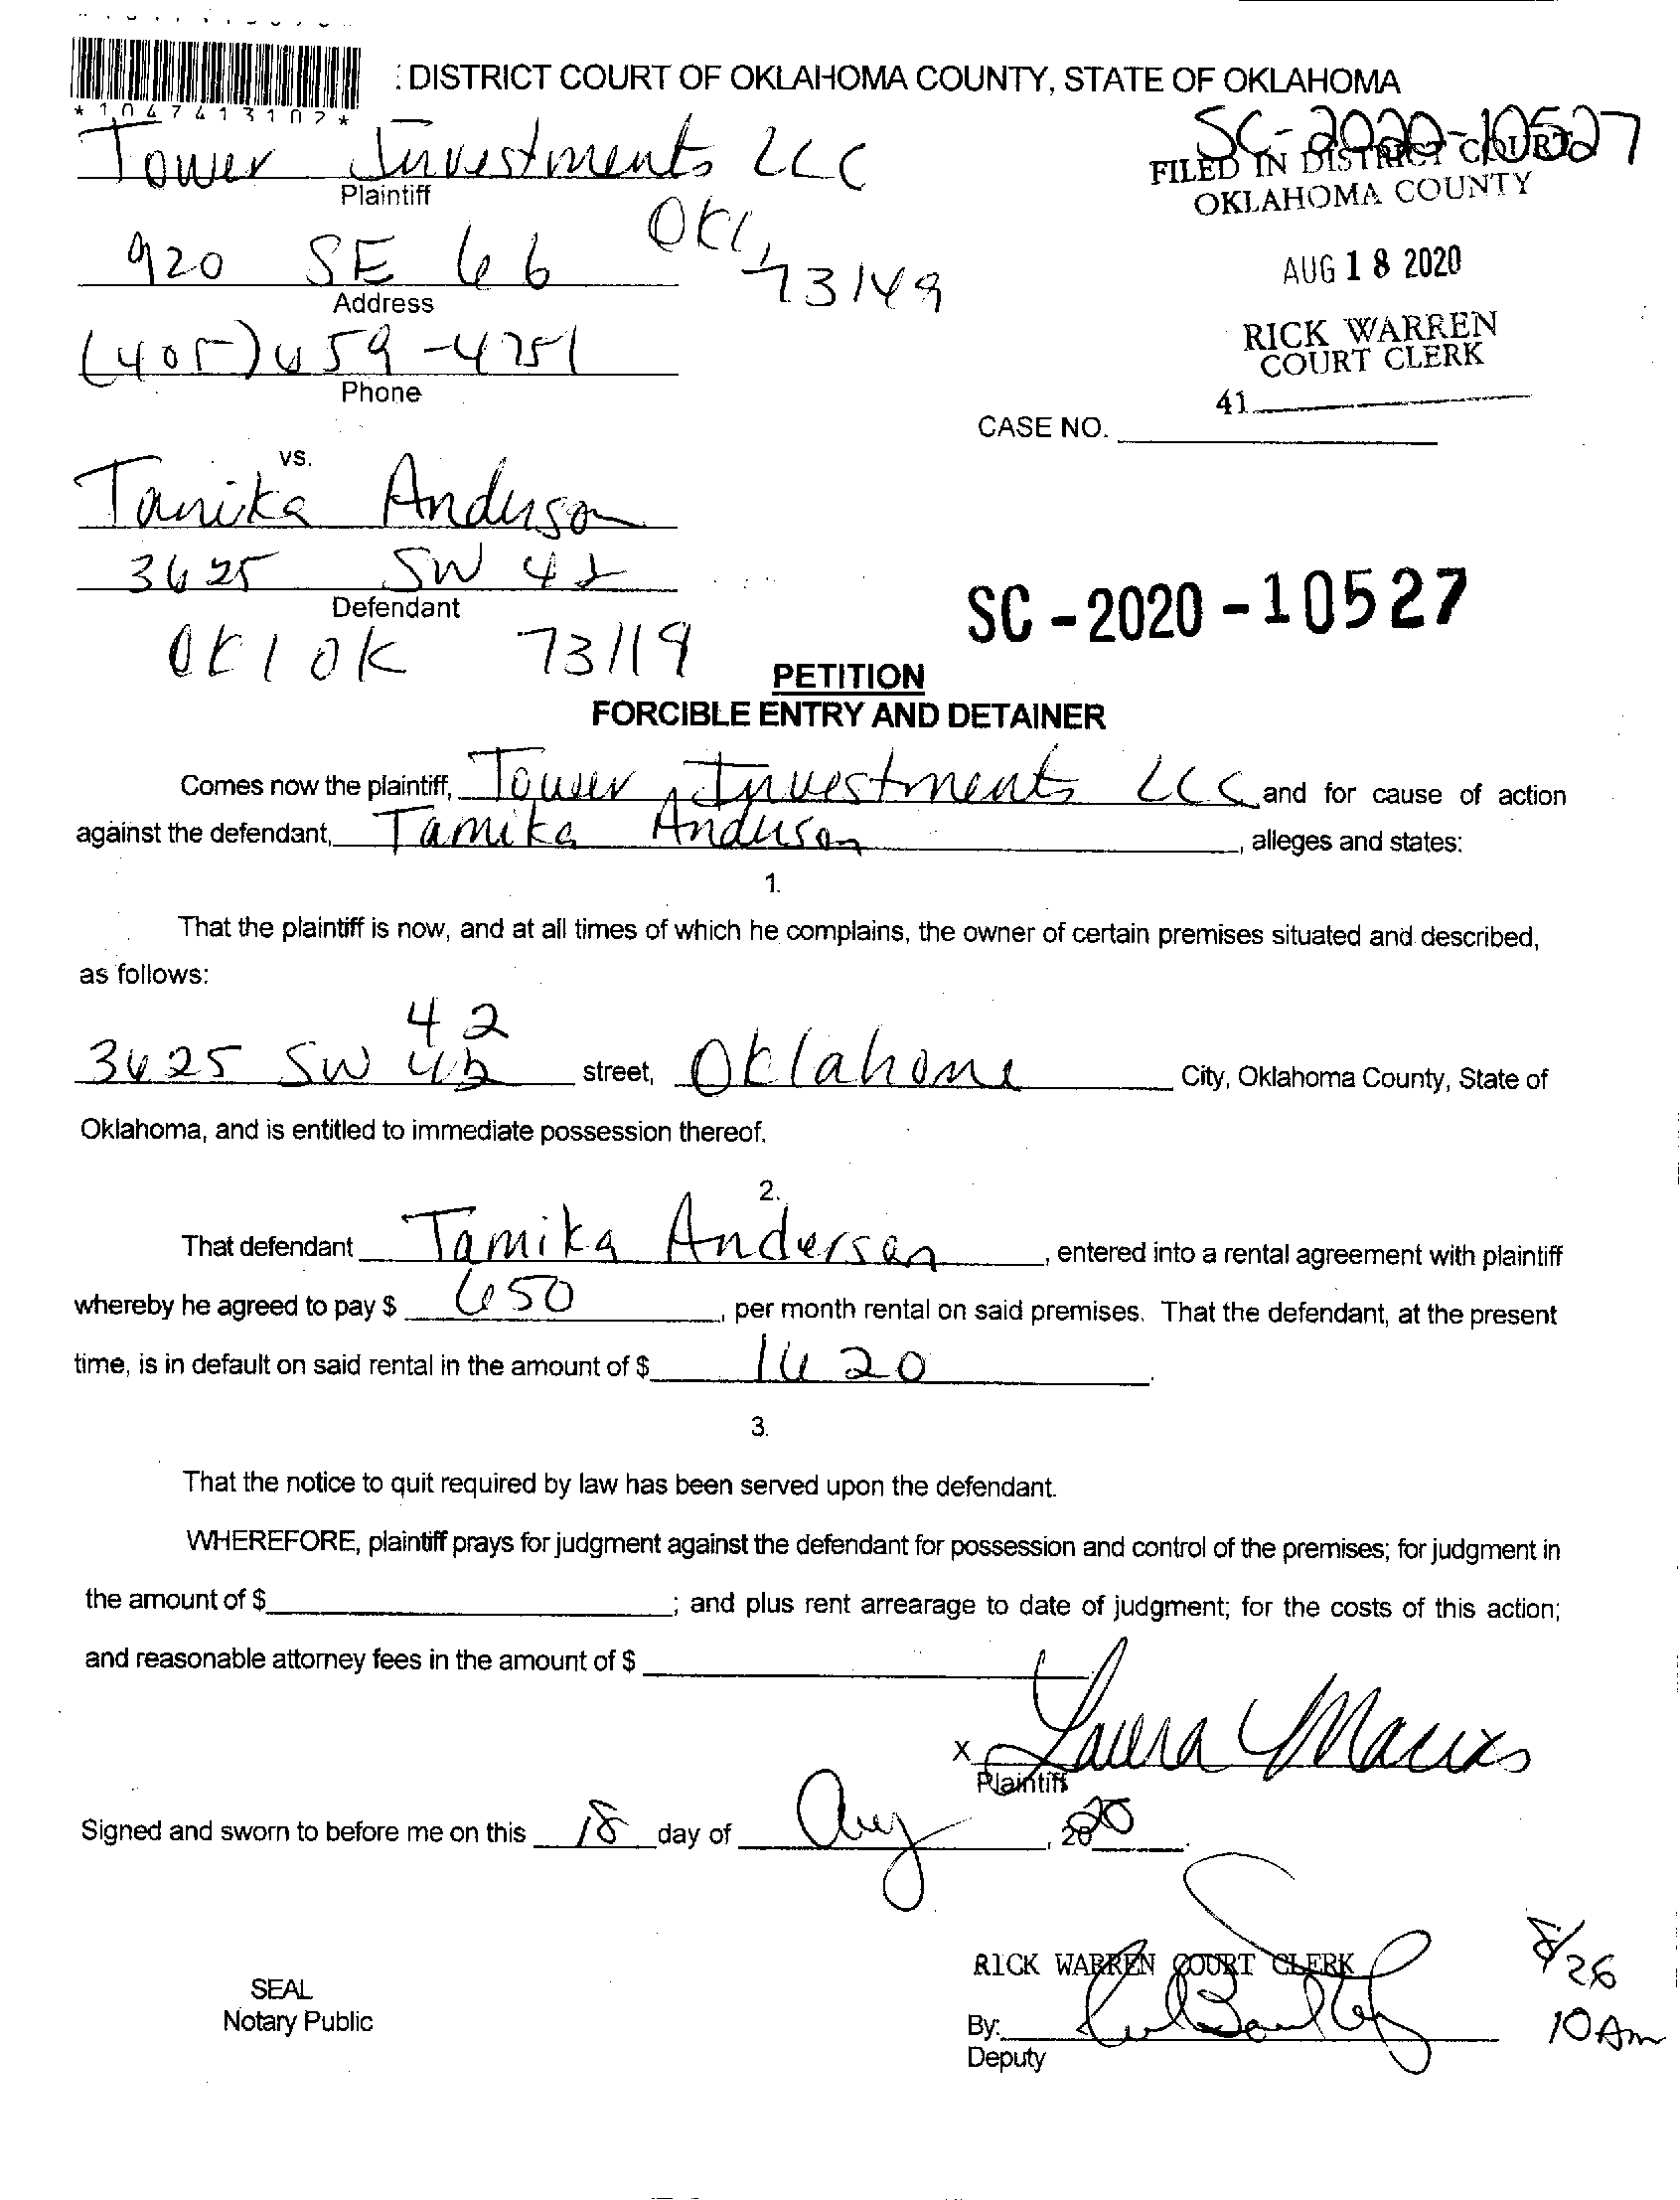 *1047413102*
: DISTRICT COURT OF OKLAHOMA COUNTY, STATE OF OKLAHOMA
SC-2020-10527
Tower Investments LLC
Plaintiff
FILED IN DISTRICT COURT
OKLAHOMA COUNTY
920 SE 66
OKC,
73149
Address
AUG 18 2020
(405) 659-4751
Phone
RICK WARREN
COURT CLERK
41
CASE NO.
vs.
Tamika Anderson
3625 SW 42
Defendant
OK 73119
SC-2020-10527
PETITION
FORCIBLE ENTRY AND DETAINER
Comes now the plaintiff, Tower Investments LLC and for cause of action
against the defendant, Tamika Anderson, alleges and states:
1.
That the plaintiff is now, and at all times of which he complains, the owner of certain premises situated and described,
as follows:
42
3625 SW street, Oklahoma City, Oklahoma County, State of
Oklahoma, and is entitled to immediate possession thereof.
2.
That defendant Tamika Anderson, entered into a rental agreement with plaintiff
whereby he agreed to pay $ 650, per month rental on said premises. That the defendant, at the present
time, is in default on said rental in the amount of $ 1620.
3.
That the notice to quit required by law has been served upon the defendant.
WHEREFORE, plaintiff prays for judgment against the defendant for possession and control of the premises; for judgment in
the amount of $ ; and plus rent arrearage to date of judgment; for the costs of this action;
and reasonable attorney fees in the amount of $
X Laura Macias
Plaintiff
Signed and sworn to before me on this 18 day of Aug, 2020.
RICK WARREN COURT CLERK
8/26
SEAL
Notary Public
By:
10 Am
Deputy